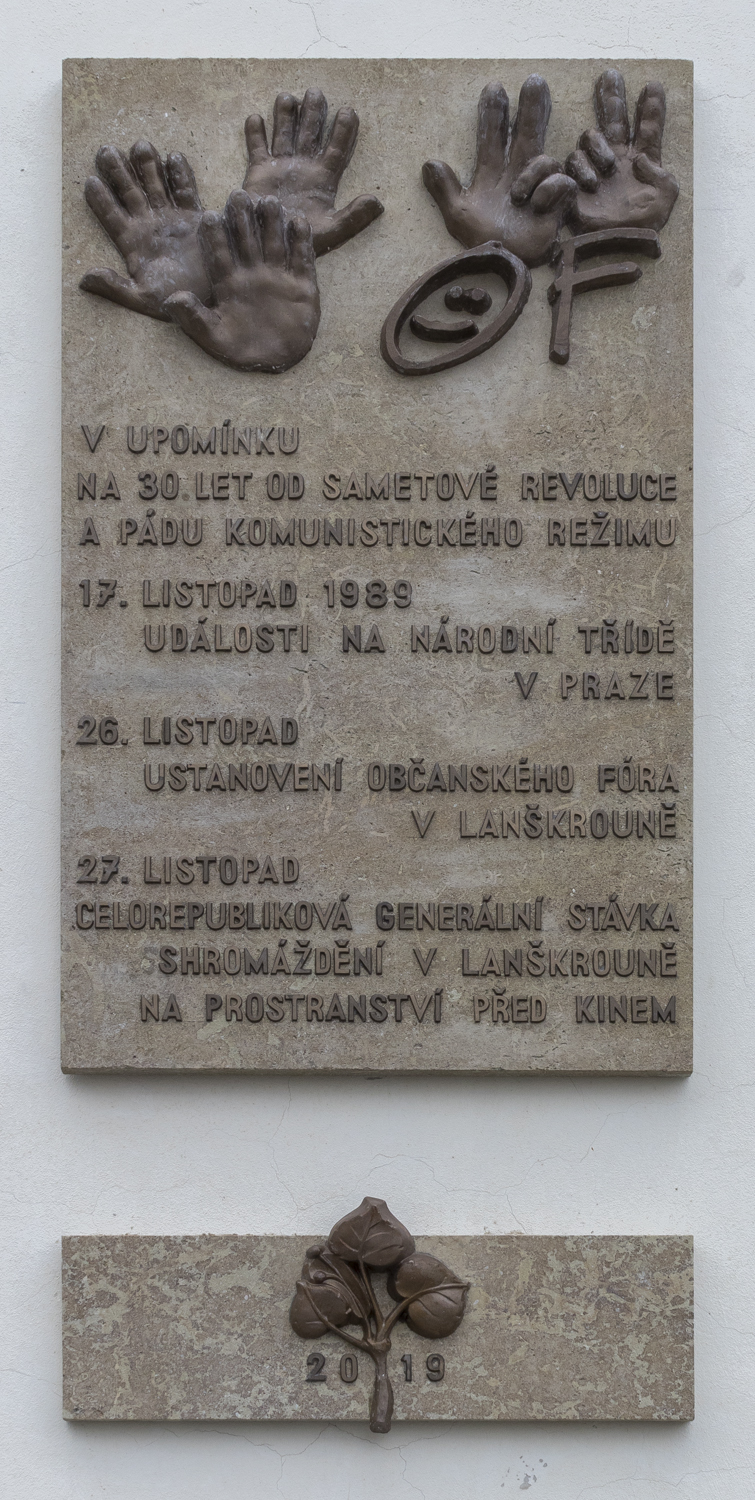 OF
V UPOMÍNKU
NA 30. LET OD SAMETOVÉ REVOLUCE
A PÁDU KOMUNISTICKÉHO REŽIMU
17. LISTOPAD 1989
UDÁLOSTI NA NÁRODNÍ TŘÍDĚ
V PRAZE
26. LISTOPAD
USTANOVENÍ OBČANSKÉHO FÓRA
V LANŠKROUNĚ
27. LISTOPAD
CELOREPUBLIKOVÁ GENERÁLNÍ STÁVKA
SHROMÁŽDĚNÍ V LANŠKROUNĚ
NA PROSTRANSTVÍ PŘED KINEM
2019